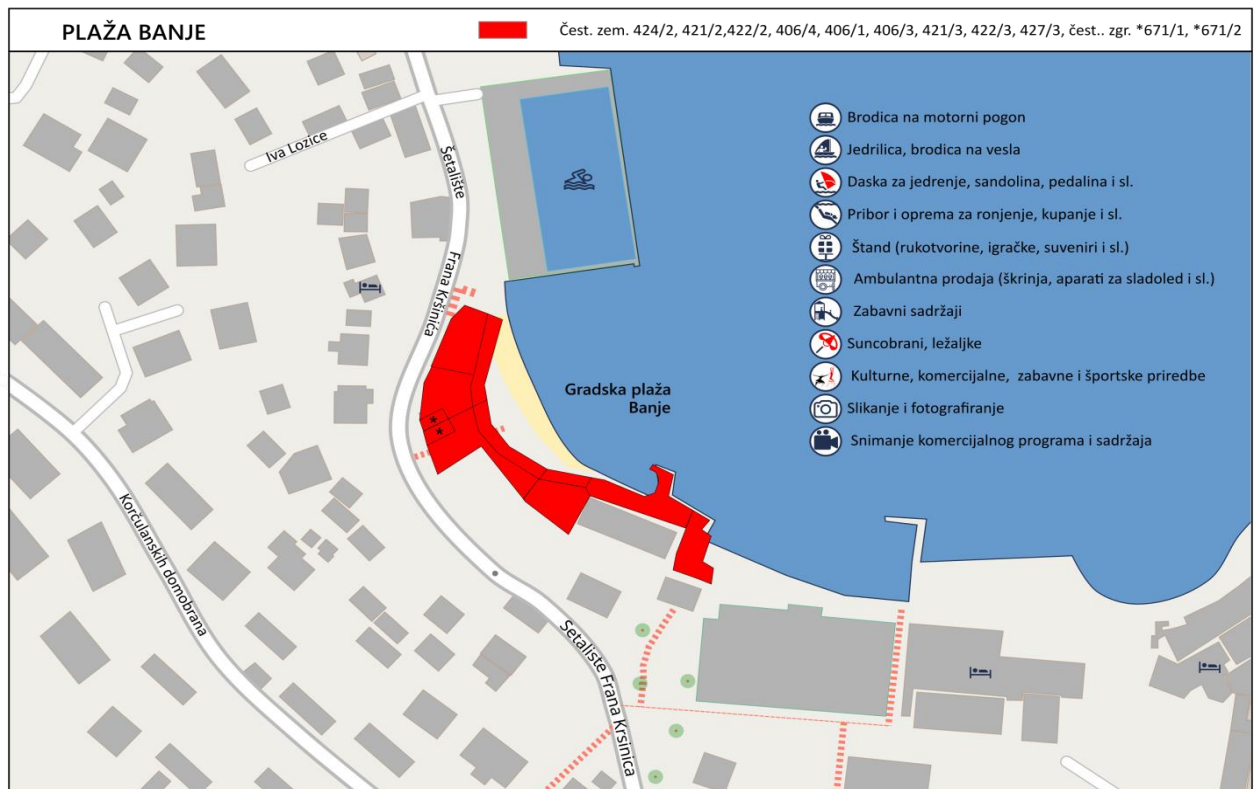 PLAŽA BANJE
Čest. zem. 424/2, 421/2,422/2, 406/4, 406/1, 406/3, 421/3, 422/3, 427/3, čest.. zgr. *671/1, *671/2
Iva Lozice
Šetalište
Frana Kršinića
Brodica na motorni pogon
Jedrilica, brodica na vesla
Daska za jedrenje, sandolina, pedalina i sl.
Pribor i oprema za ronjenje, kupanje i sl.
Štand (rukotvorine, igračke, suveniri i sl.)
Ambulantna prodaja (škrinja, aparati za sladoled i sl.)
Zabavni sadržaji
Suncobrani, ležaljke
Kulturne, komercijalne, zabavne i športske priredbe
Slikanje i fotografiranje
Snimanje komercijalnog programa i sadržaja
Gradska plaža
Banje
Korčulanskih domobrana
Setaliste Frana Krsinica